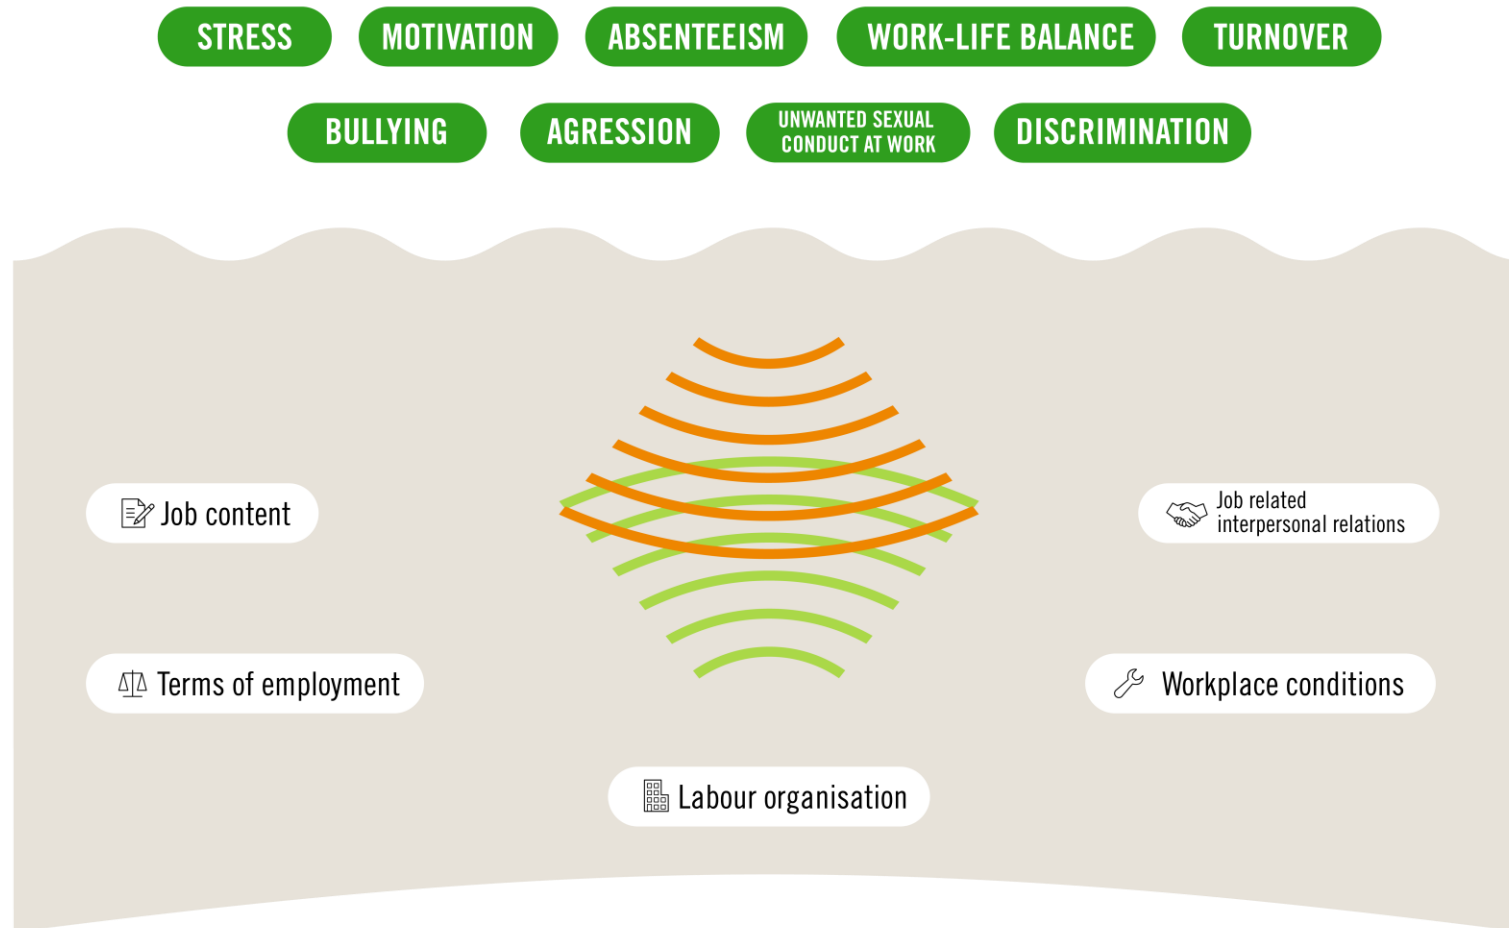 STRESS
MOTIVATION
ABSENTEEISM
WORK-LIFE BALANCE
TURNOVER
BULLYING
AGRESSION
UNWANTED SEXUAL
CONDUCT AT WORK
DISCRIMINATION
Job content
Job related
interpersonal relations
Terms of employment
Workplace conditions
Labour organisation